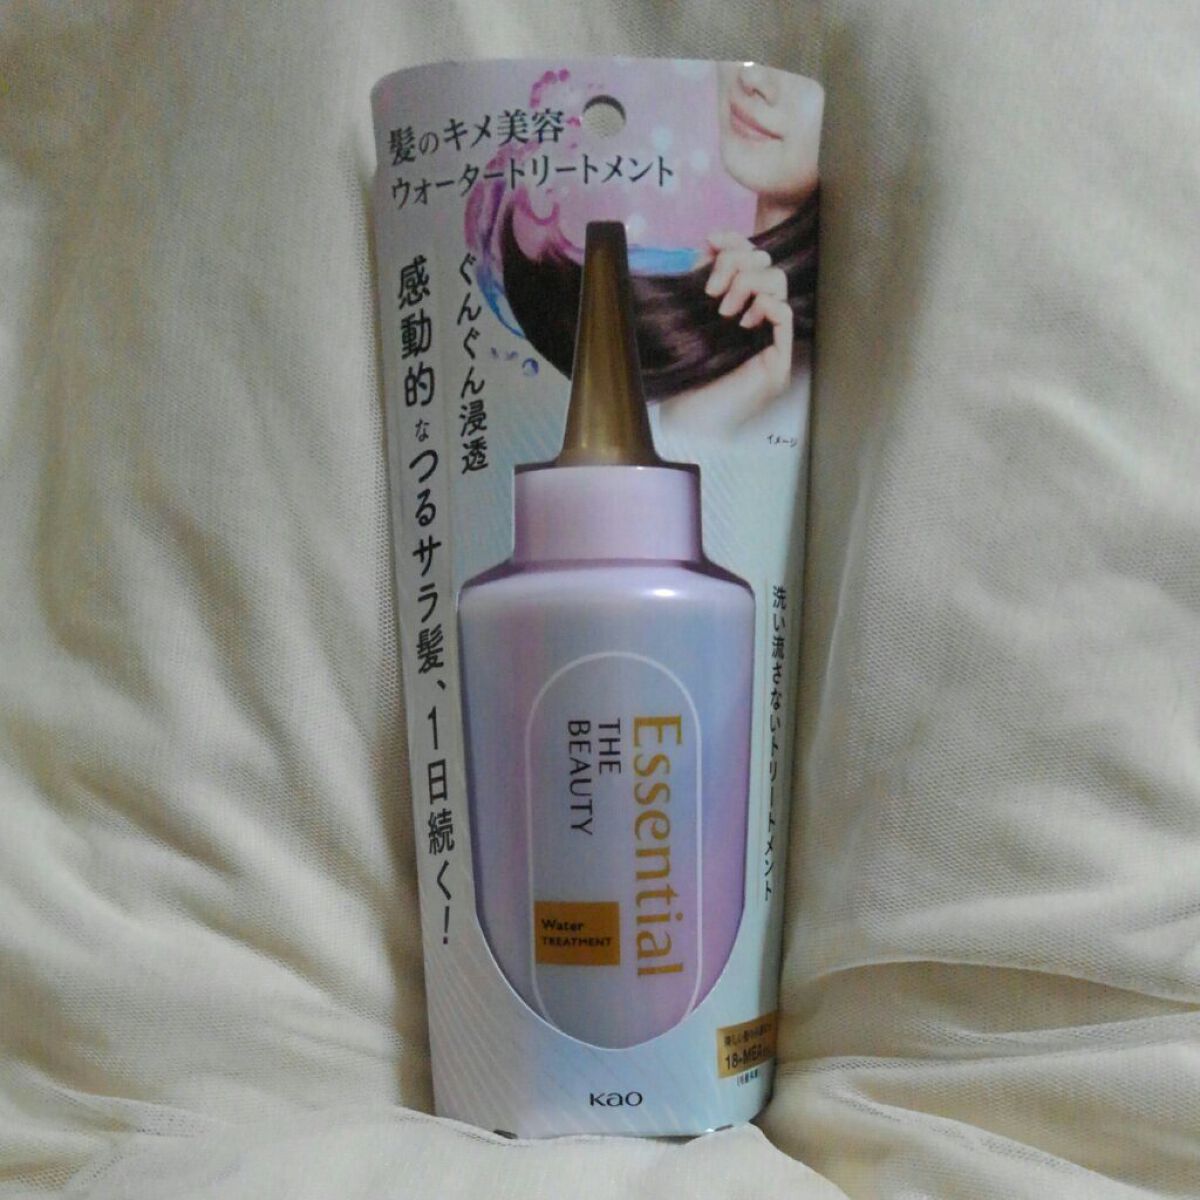 髪のキメ美容
ウォータートリートメント
ぐんぐん浸透
感動的なつるサラ髪、1日続く!
イメージ
洗い流さないトリートメント
Essential
THE
BEAUTY
Water
TREATMENT
18-MEA
Kao